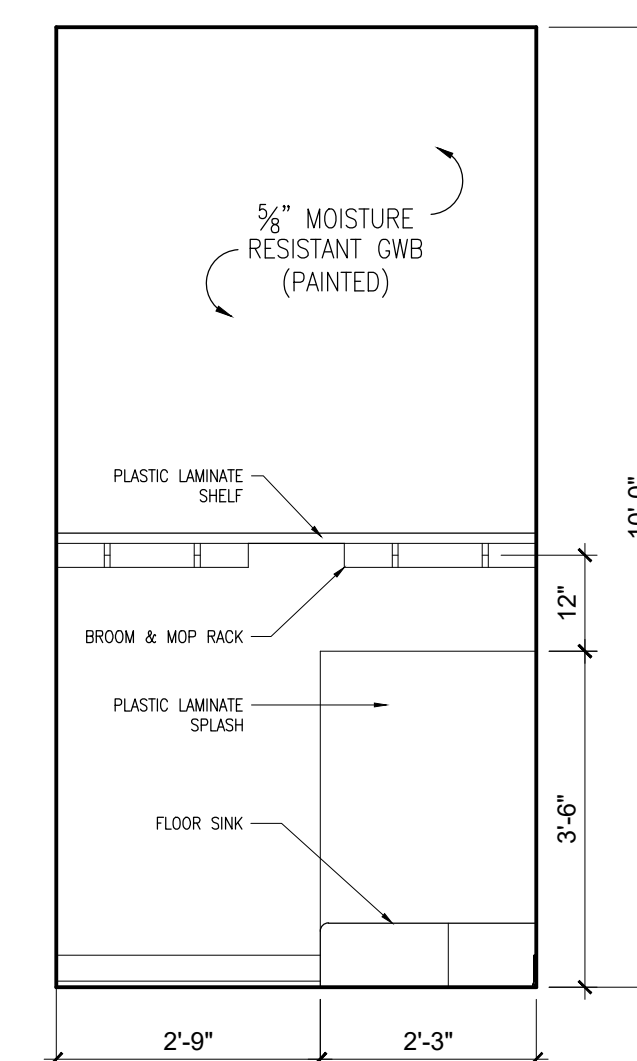 ⅝" MOISTURE
RESISTANT GWB
(PAINTED)
PLASTIC LAMINATE
SHELF
BROOM & MOP RACK
12"
PLASTIC LAMINATE
SPLASH
FLOOR SINK
3'-6"
2'-9"
2'-3"